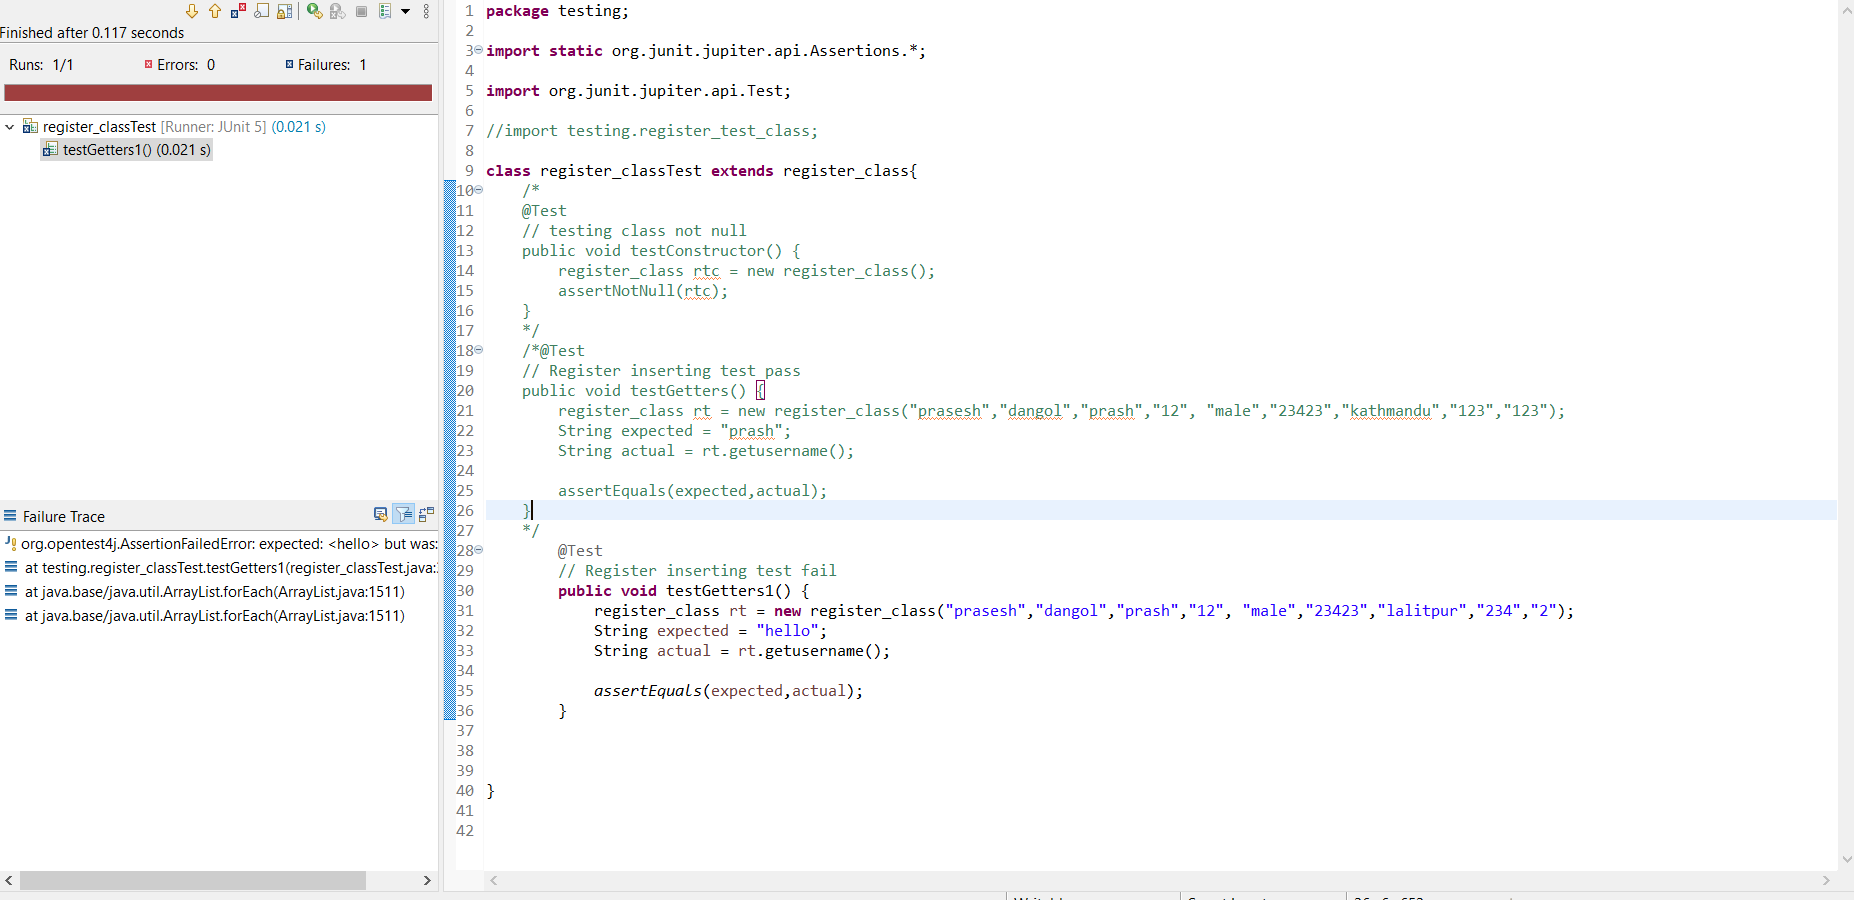 Finished after 0.117 seconds
Runs: 1/1 Errors: 0 Failures: 1
register_classTest [Runner: JUnit 5] (0.021 s)
testGetters1() (0.021 s)
Failure Trace
org.opentest4j.AssertionFailedError: expected: <hello> but was:
at testing.register_classTest.testGetters1(register_classTest.java:
at java.base/java.util.ArrayList.forEach(ArrayList.java:1511)
at java.base/java.util.ArrayList.forEach(ArrayList.java:1511)
1 package testing;
2
3 import static org.junit.jupiter.api.Assertions.*;
4
5 import org.junit.jupiter.api.Test;
6
7 //import testing.register_test_class;
8
9 class register_classTest extends register_class{
10 /*
11 @Test
12 // testing class not null
13 public void testConstructor() {
14 register_class rtc = new register_class();
15 assertNotNull(rtc);
16 }
17 */
18 /*@Test
19 // Register inserting test pass
20 public void testGetters() {
21 register_class rt = new register_class("prasesh","dangol","prash","12", "male","23423","kathmandu","123","123");
22 String expected = "prash";
23 String actual = rt.getusername();
24
25 assertEquals(expected,actual);
26 }
27 */
28 @Test
29 // Register inserting test fail
30 public void testGetters1() {
31 register_class rt = new register_class("prasesh","dangol","prash","12", "male","23423","lalitpur","234","2");
32 String expected = "hello";
33 String actual = rt.getusername();
34
35 assertEquals(expected,actual);
36 }
37
38
39
40 }
41
42